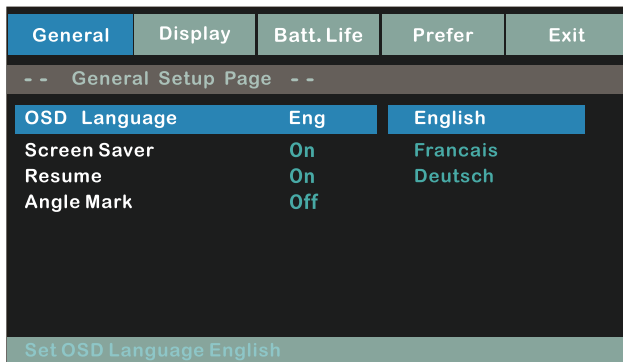 General Display Batt. Life Prefer Exit
-- General Setup Page --
OSD Language Eng English
Screen Saver On Francais
Resume On Deutsch
Angle Mark Off
Set OSD Language English